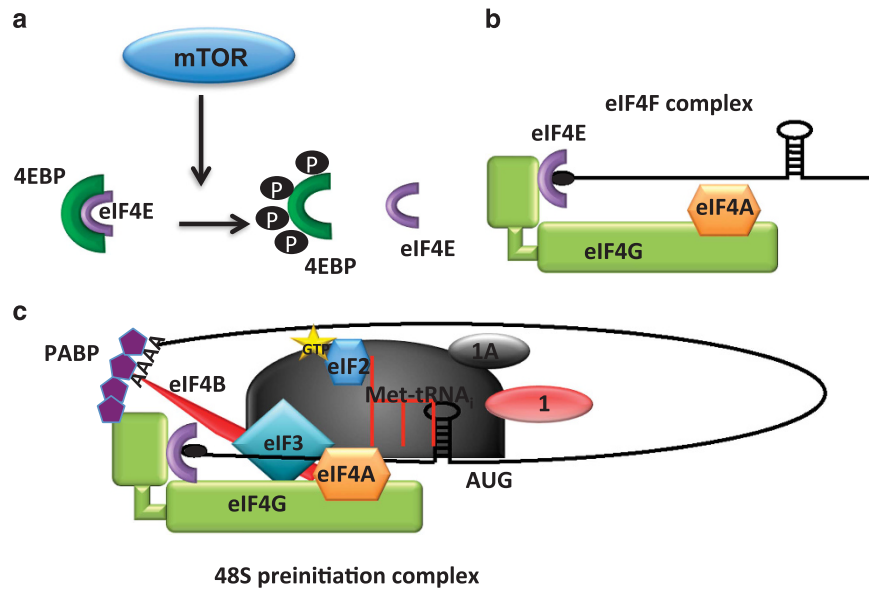 a
mTOR
4EBP
eIF4E
P
P
P
P
4EBP
eIF4E
b
eIF4F complex
eIF4E
eIF4A
eIF4G
c
PABP
AAAA
eIF4B
GTP
eIF2
1A
Met-tRNAi
1
eIF3
eIF4A
eIF4G
AUG
48S preinitiation complex